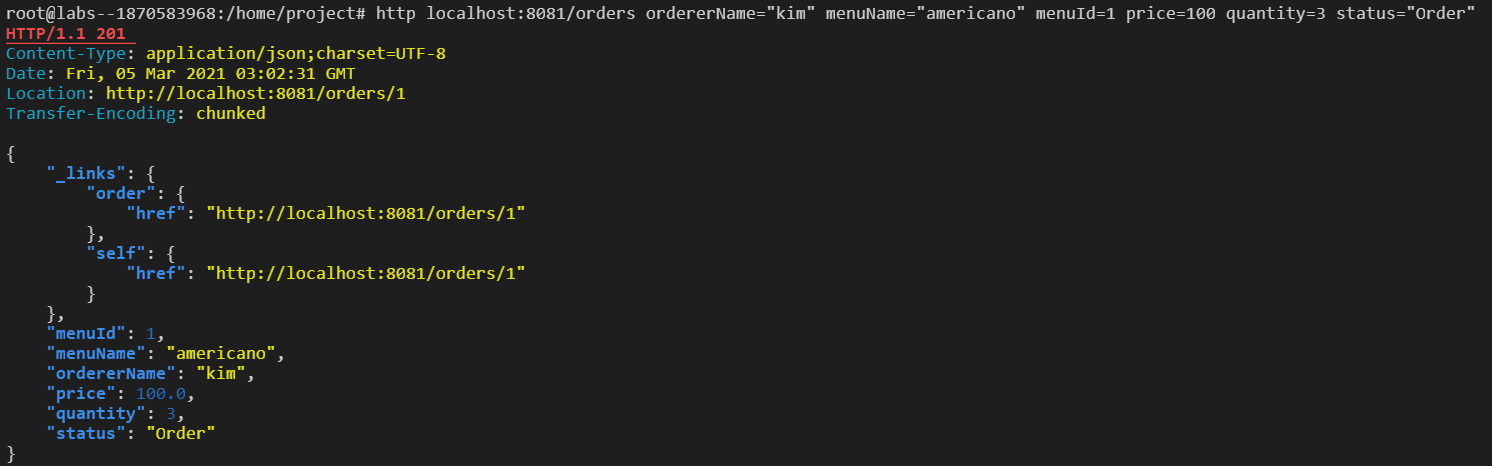 root@labs--1870583968:/home/project# http localhost:8081/orders ordererName="kim" menuName="americano" menuId=1 price=100 quantity=3 status="Order"
HTTP/1.1 201
Content-Type: application/json;charset=UTF-8
Date: Fri, 05 Mar 2021 03:02:31 GMT
Location: http://localhost:8081/orders/1
Transfer-Encoding: chunked

{
    "_links": {
        "order": {
            "href": "http://localhost:8081/orders/1"
        },
        "self": {
            "href": "http://localhost:8081/orders/1"
        }
    },
    "menuId": 1,
    "menuName": "americano",
    "ordererName": "kim",
    "price": 100.0,
    "quantity": 3,
    "status": "Order"
}